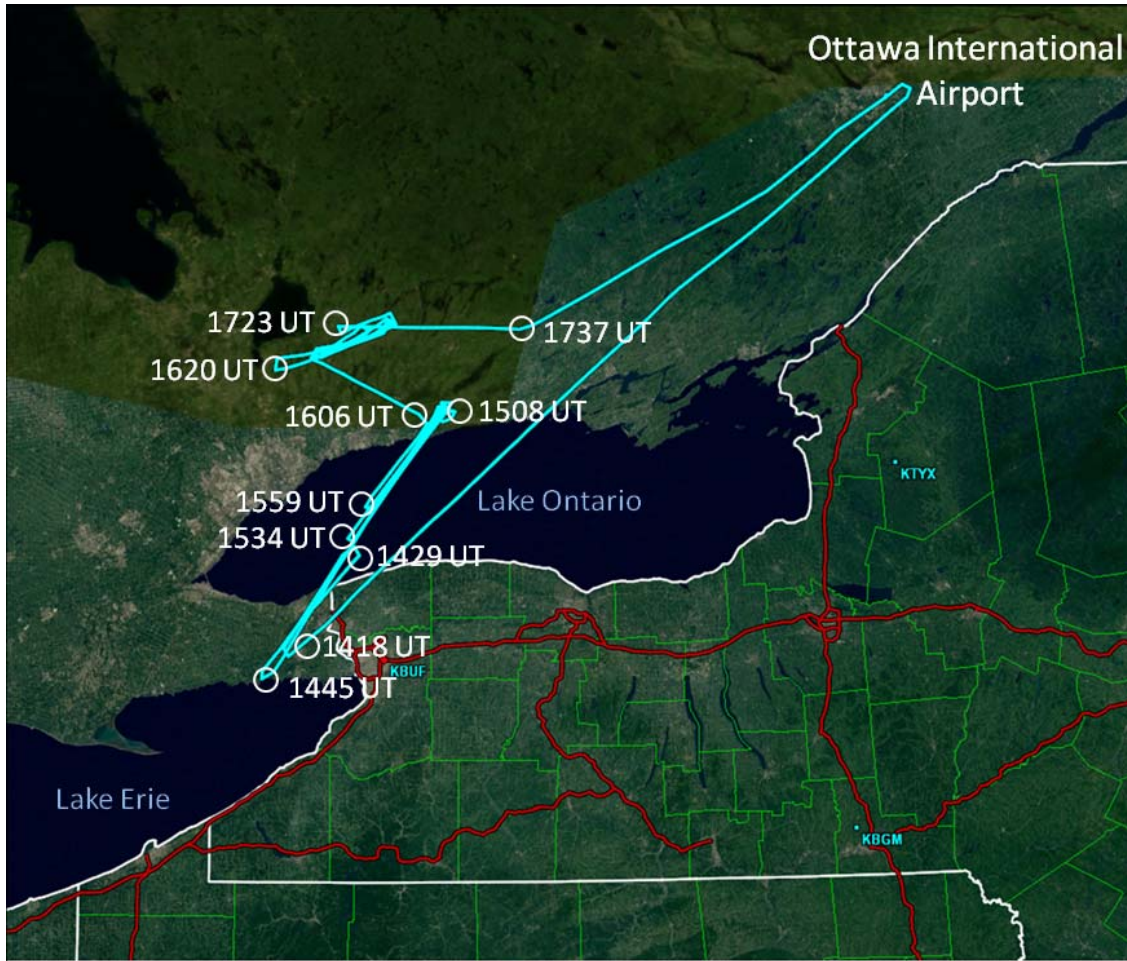 Ottawa International
Airport
1723 UT
1737 UT
1620 UT
1606 UT
1508 UT
KTYX
1559 UT
Lake Ontario
1534 UT
1429 UT
1418 UT
KBUF
1445 UT
Lake Erie
KBGM